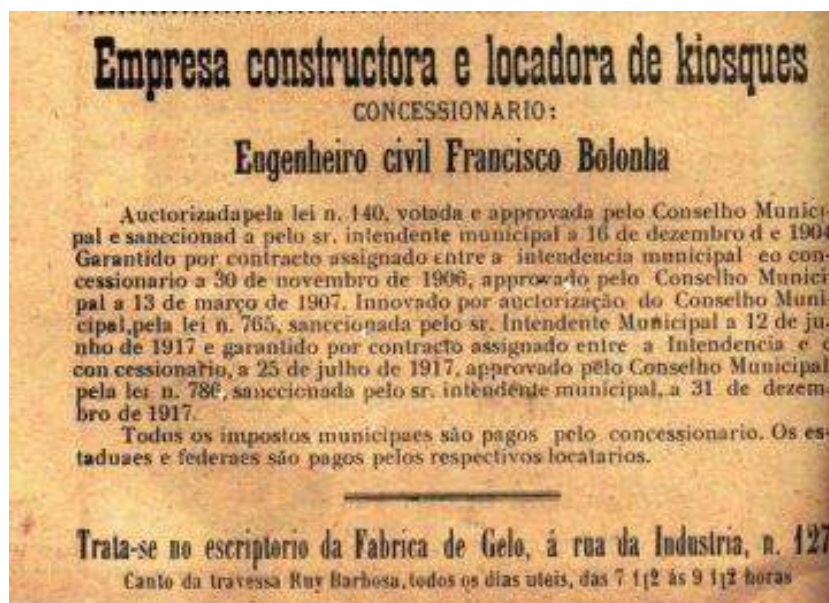 Empresa constructora e locadora de kiosques
CONCESSIONARIO:
Engenheiro civil Francisco Bolonha
Auctorizada pela lei n. 140, votada e approvada pelo Conselho Munici
pal e sanccionad a pelo sr. intendente municipal a 16 de dezembro d e 1904
Garantido por contracto assignado entre a intendencia municipal eo con-
cessionario a 30 de novembro de 1906, approvado pelo Conselho Munici
pal a 13 de março de 1907. Innovado por auctorização do Conselho Muni
cipal, pela lei n. 765, sanccionada pelo sr. Intendente Municipal a 12 de ju
nho de 1917 e garantido por contracto assignado entre a Intendencia e
con cessionario, a 25 de julho de 1917, approvado pelo Conselho Municipal
pela lei n. 786, sanccionada pelo sr. intendente municipal, a 31 de dezem
bro de 1917.
Todos os impostos municipaes são pagos pelo concessionario. Os es-
taduaes e federaes são pagos pelos respectivos locatarios.
Trata-se no escriptorio da Fabrica de Gelo, á rua da Industria, n. 127
Canto da travessa Ruy Barbosa, todos os dias uteis, das 7 1|2 ás 9 1|2 horas